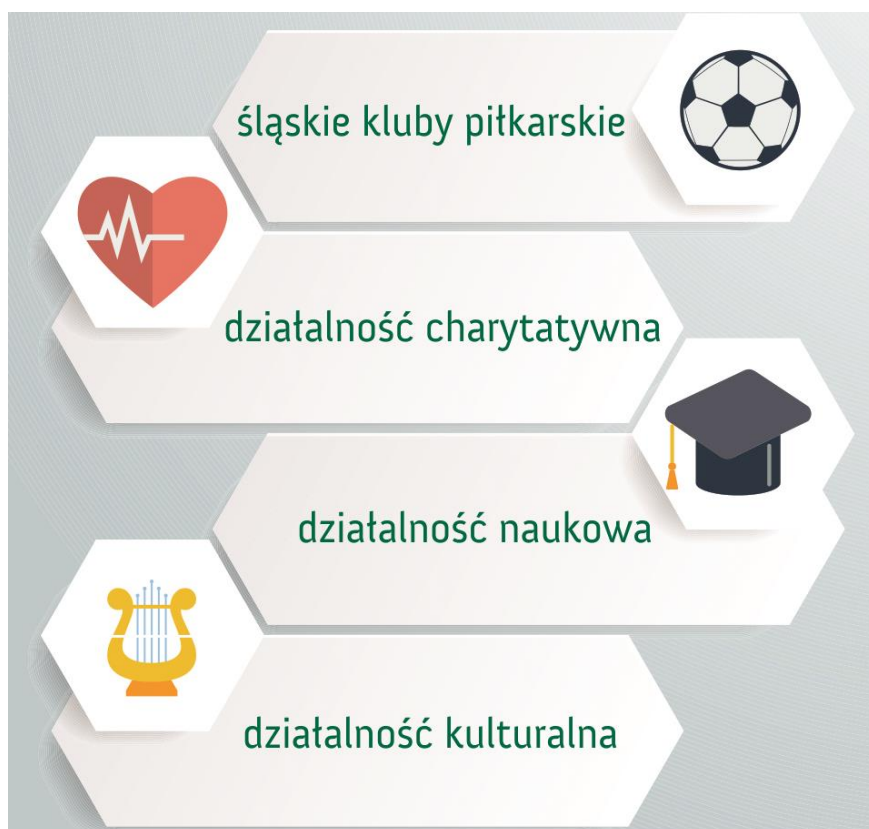 śląskie kluby piłkarskie
działalność charytatywna
działalność naukowa
działalność kulturalna